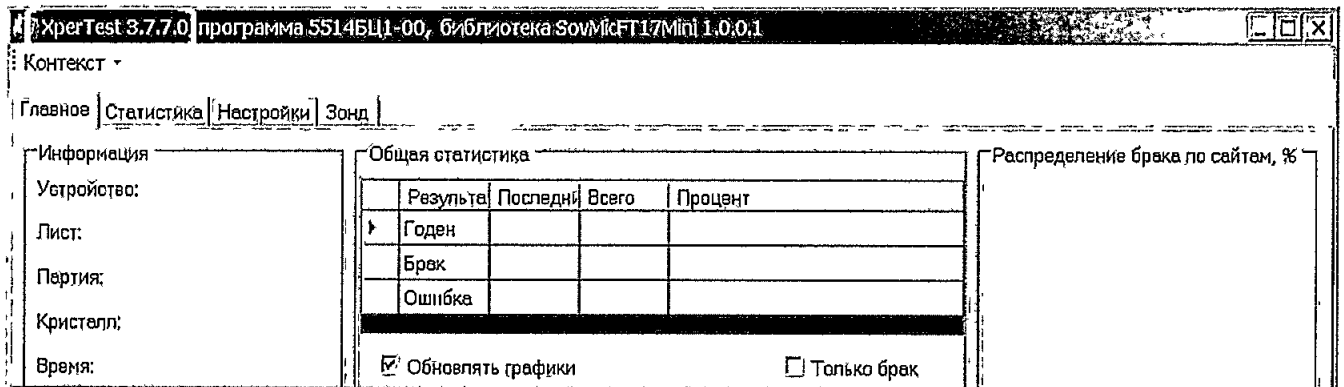 XperTest 3.7.7.0 программа 5514БЦ1-00, библиотека SovMicFT17Mini 1.0.0.1
Контекст
Главное Статистика Настройки Зонд
Информация
Устройство:
Лист:
Партия:
Кристалл:
Время:
Общая статистика
Результа Последни Всего Процент
Годен
Брак
Ошибка
Обновлять графики Только брак
Распределение брака по сайтам, %